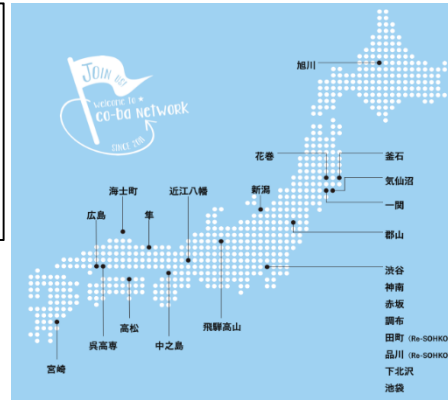 JOIN US!
welcome to
co-ba NETWORK
SINCE 2011
旭川
花巻
釜石
気仙沼
一関
海士町
近江八幡
新潟
広島
隼
郡山
渋谷
神南
赤坂
調布
田町 (Re-SOHKO
品川 (Re-SOHKO
下北沢
池袋
高松
飛騨高山
呉高専
中之島
宮崎